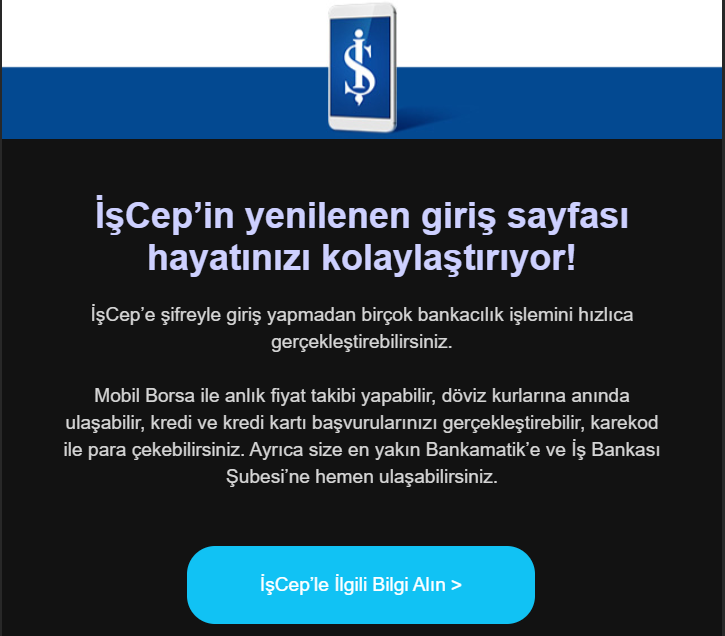 İŞ
İşCep’in yenilenen giriş sayfası
hayatınızı kolaylaştırıyor!
İşCep’e şifreyle giriş yapmadan birçok bankacılık işlemini hızlıca
gerçekleştirebilirsiniz.
Mobil Borsa ile anlık fiyat takibi yapabilir, döviz kurlarına anında
ulaşabilir, kredi ve kredi kartı başvurularınızı gerçekleştirebilir, karekod
ile para çekebilirsiniz. Ayrıca size en yakın Bankamatik’e ve İş Bankası
Şubesi’ne hemen ulaşabilirsiniz.
İşCep’le İlgili Bilgi Alın >